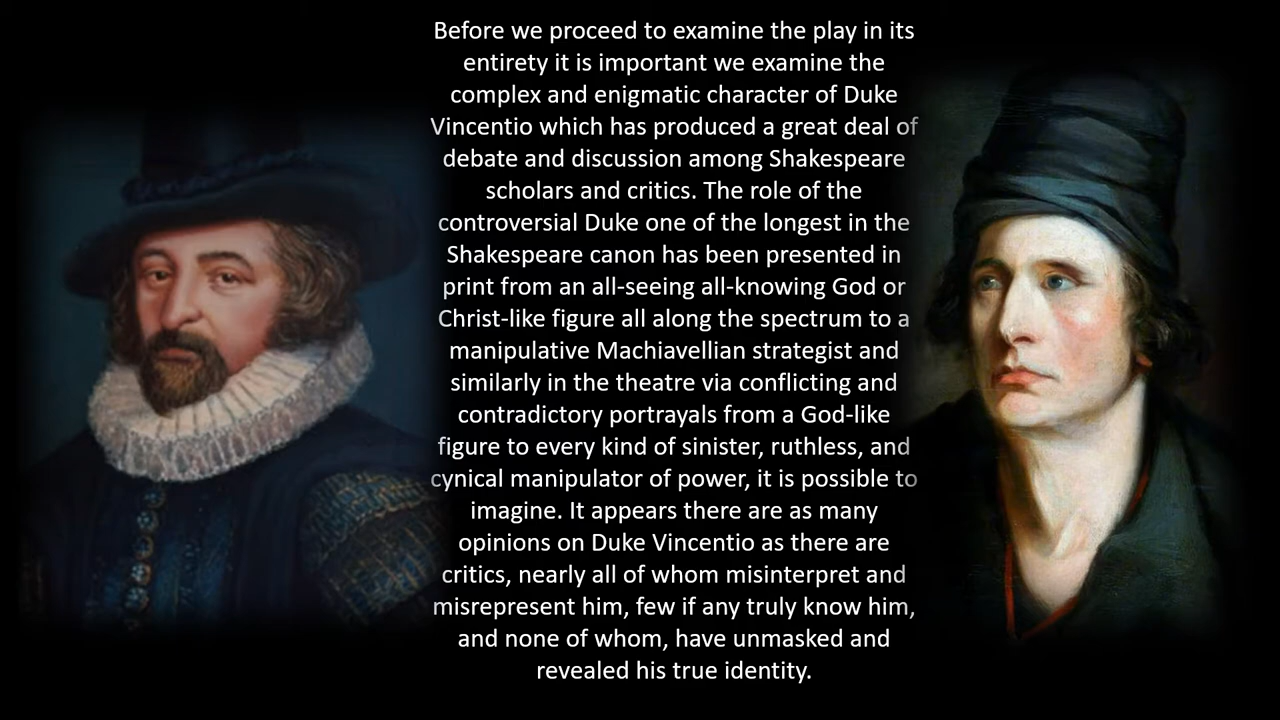 Before we proceed to examine the play in its
entirety it is important we examine the
complex and enigmatic character of Duke
Vincentio which has produced a great deal of
debate and discussion among Shakespeare
scholars and critics. The role of the
controversial Duke one of the longest in the
Shakespeare canon has been presented in
print from an all-seeing all-knowing God or
Christ-like figure all along the spectrum to a
manipulative Machiavellian strategist and
similarly in the theatre via conflicting and
contradictory portrayals from a God-like
figure to every kind of sinister, ruthless, and
cynical manipulator of power, it is possible to
imagine. It appears there are as many
opinions on Duke Vincentio as there are
critics, nearly all of whom misinterpret and
misrepresent him, few if any truly know him,
and none of whom, have unmasked and
revealed his true identity.